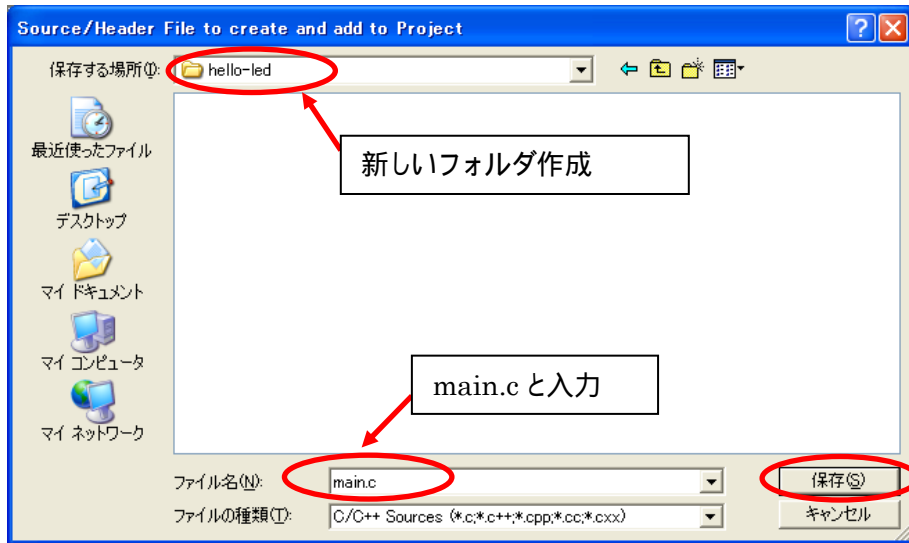 Source/Header File to create and add to Project
保存する場所(I):
hello-led
新しいフォルダ作成
最近使ったファイル
デスクトップ
マイ ドキュメント
マイ コンピュータ
マイ ネットワーク
main.c と入力
ファイル名(N):
main.c
保存(S)
ファイルの種類(T):
C/C++ Sources (*.c;*.c++;*.cpp;*.cc;*.cxx)
キャンセル